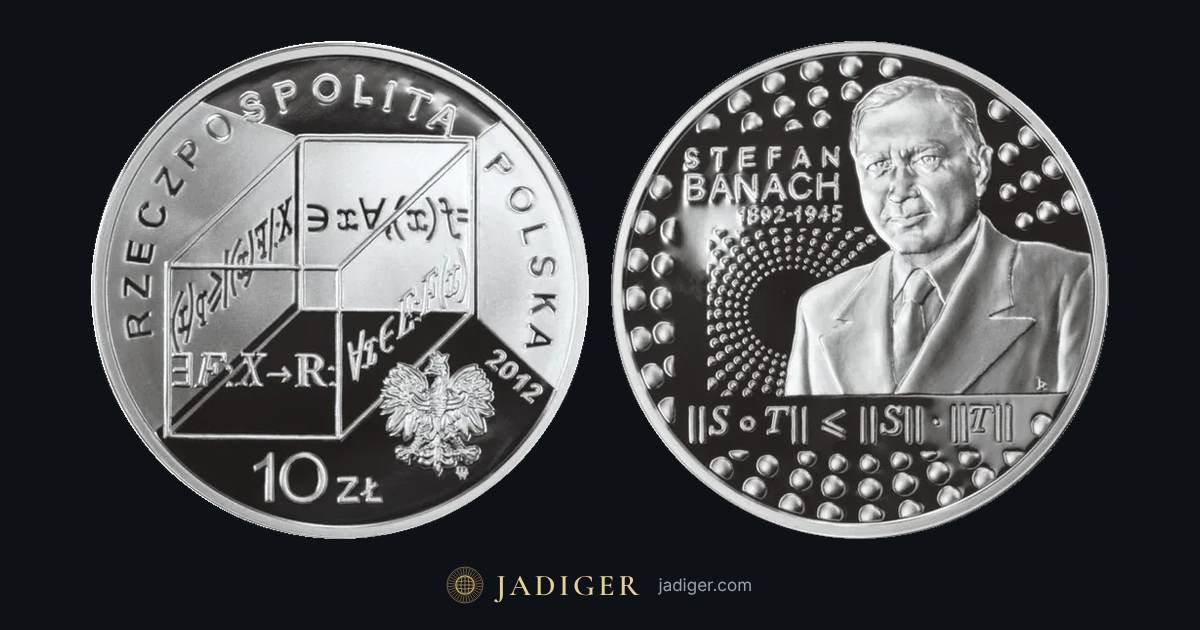 RZECZPOSPOLITA POLSKA
∃F:X→R:
2012
10 ZŁ
STEFAN
BANACH
1892-1945
||S∘T|| ⩽ ||S||·||T||
JADIGER jadiger.com